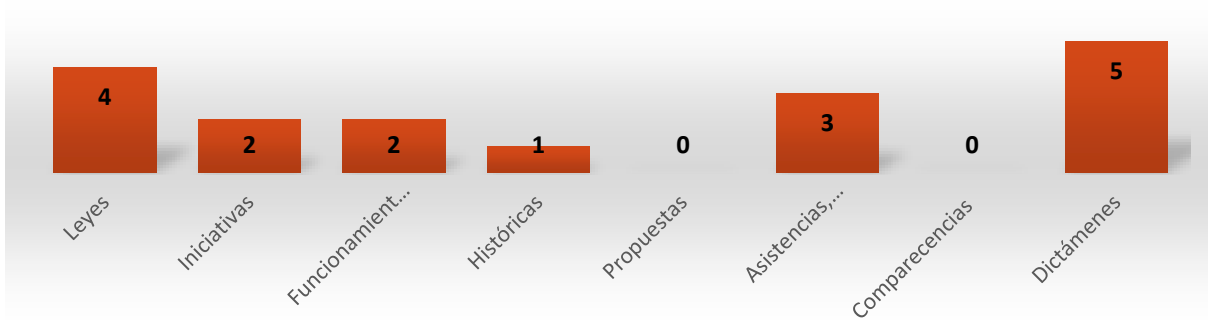 4
2
2
1
0
3
0
5
Leyes
Iniciativas
Funcionamient...
Históricas
Propuestas
Asistencias,...
Comparecencias
Dictámenes